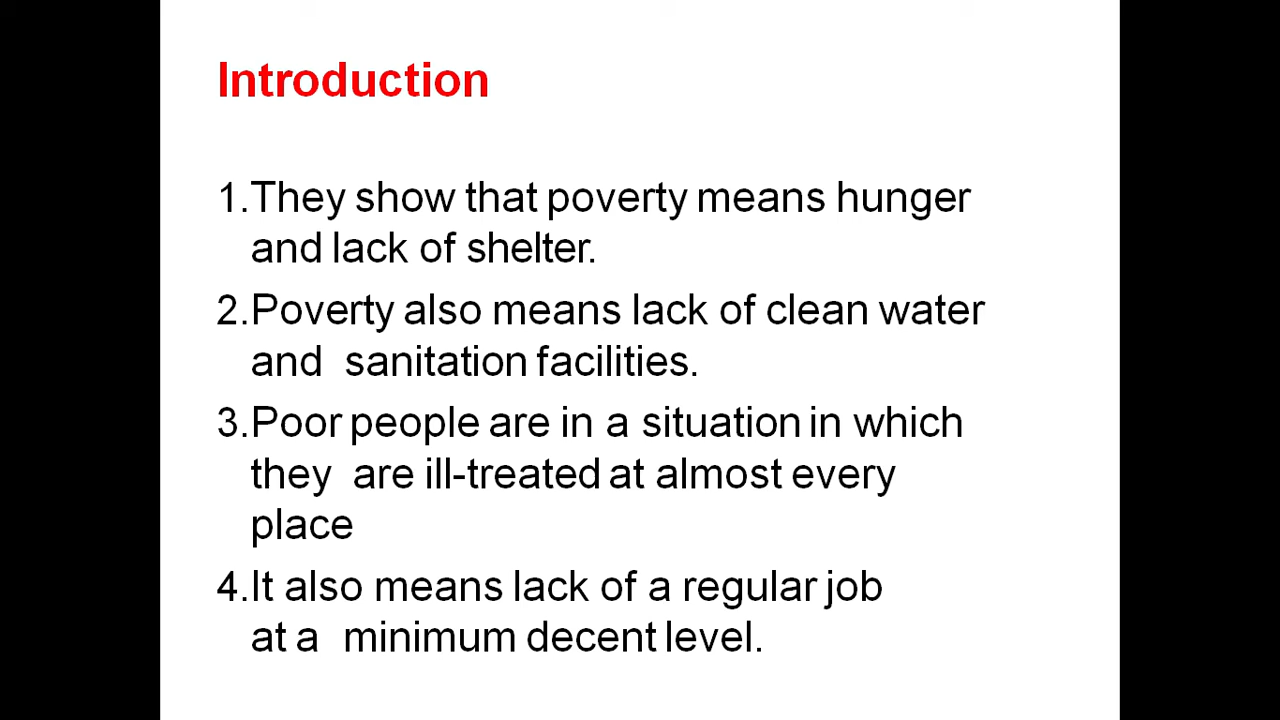 Introduction
1.They show that poverty means hunger
and lack of shelter.
2.Poverty also means lack of clean water
and  sanitation facilities.
3.Poor people are in a situation in which
they  are ill-treated at almost every
place
4.It also means lack of a regular job
at a  minimum decent level.